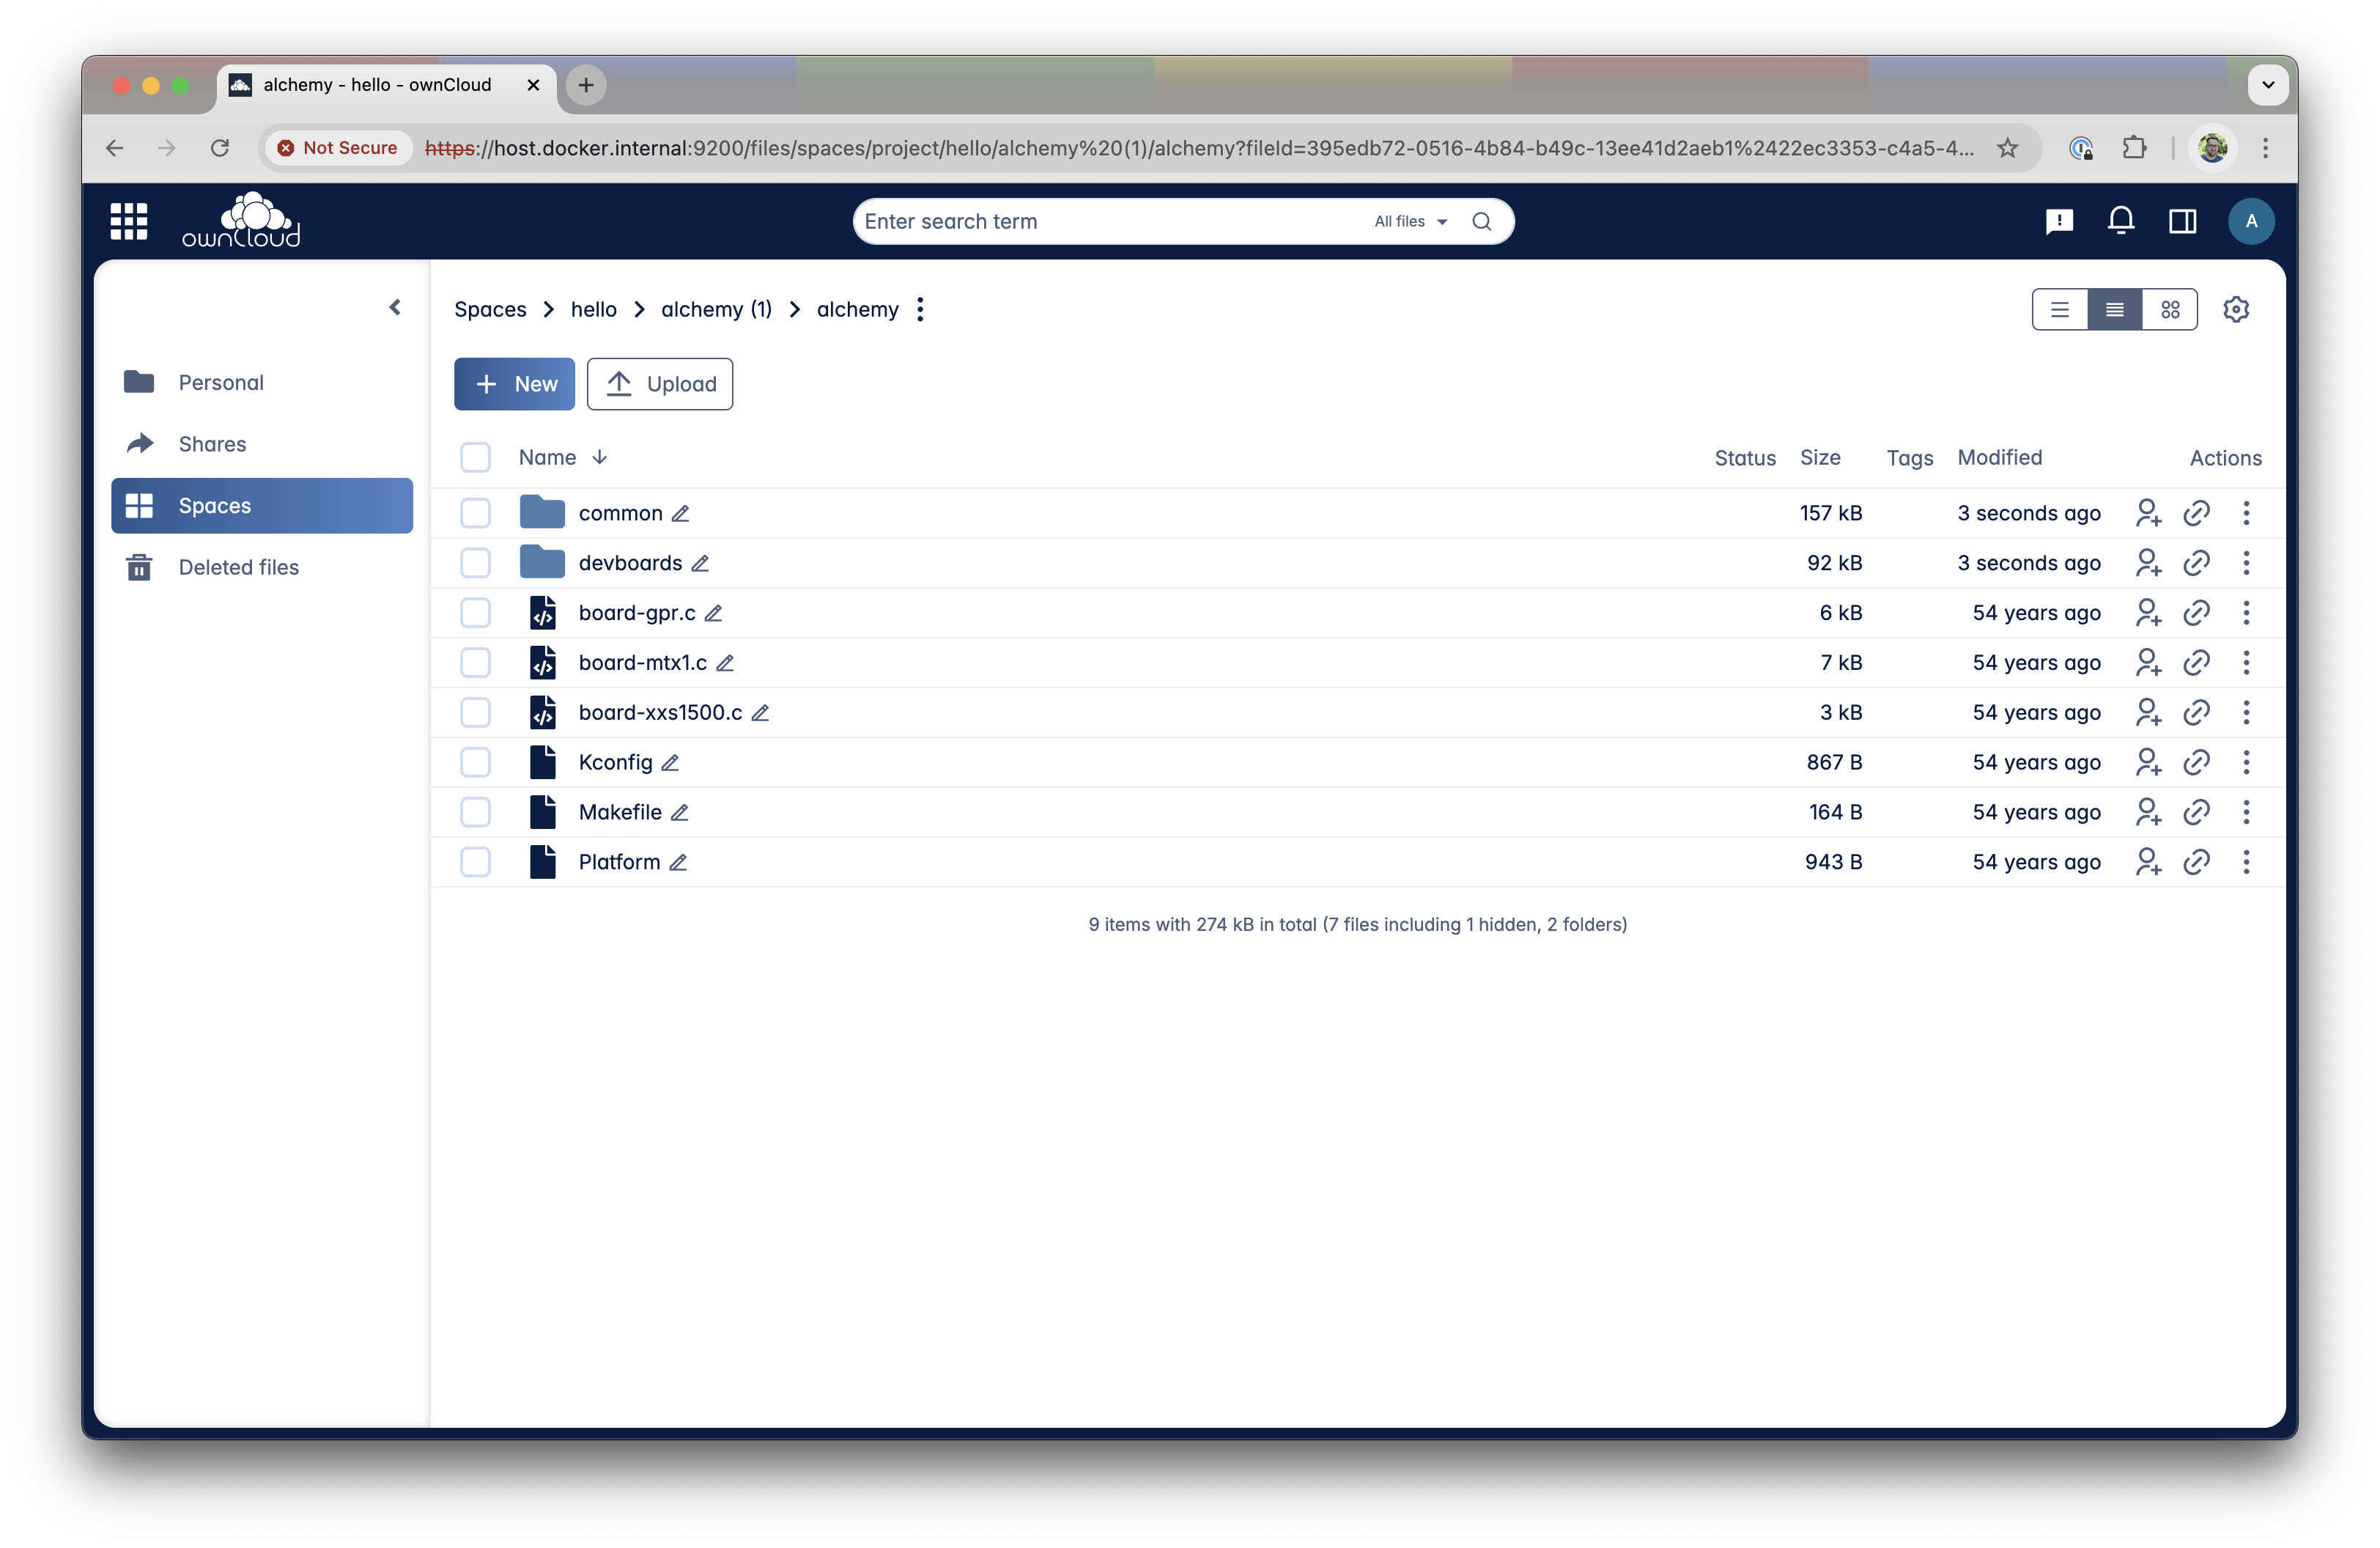 alchemy - hello - ownCloud
Not Secure https://host.docker.internal:9200/files/spaces/project/hello/alchemy%20(1)/alchemy?fileId=395edb72-0516-4b84-b49c-13ee41d2aeb1%2422ec3353-c4a5-4...
ownCloud Enter search term All files A
Spaces hello alchemy (1) alchemy
Personal
Shares
Spaces
Deleted files
New Upload
Name Status Size Tags Modified Actions
common 157 kB 3 seconds ago
devboards 92 kB 3 seconds ago
board-gpr.c 6 kB 54 years ago
board-mtx1.c 7 kB 54 years ago
board-xxs1500.c 3 kB 54 years ago
Kconfig 867 B 54 years ago
Makefile 164 B 54 years ago
Platform 943 B 54 years ago
9 items with 274 kB in total (7 files including 1 hidden, 2 folders)